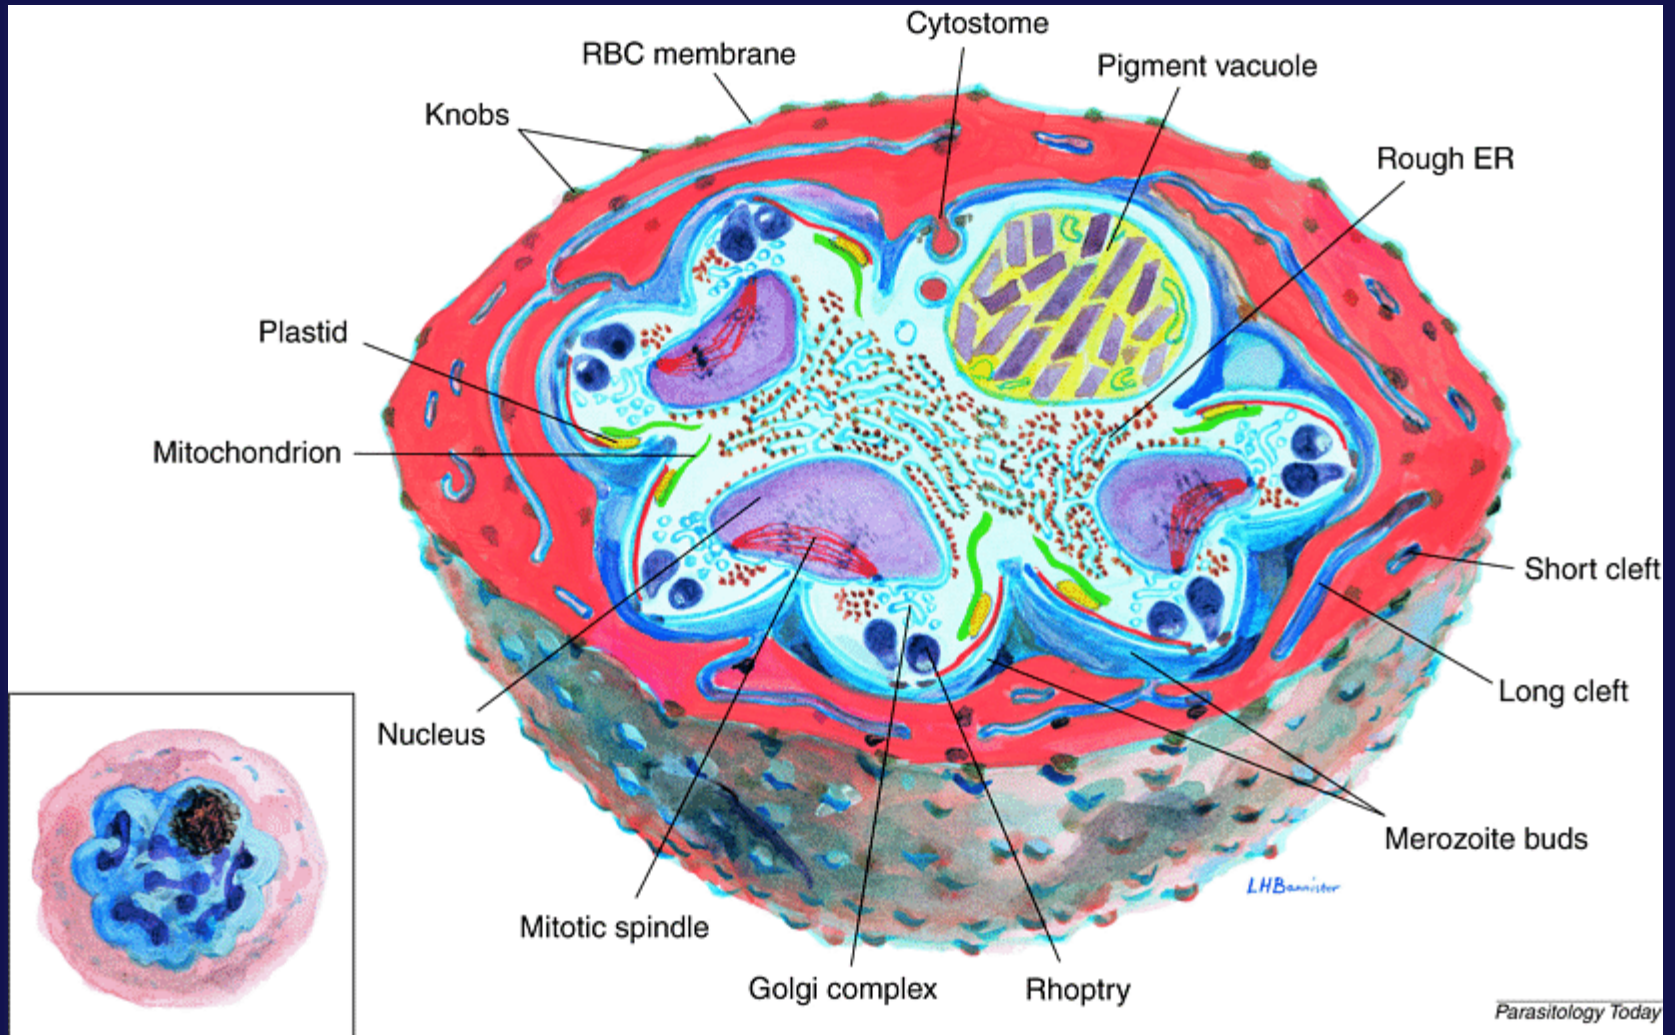 Cytostome
RBC membrane
Pigment vacuole
Knobs
Rough ER
Plastid
Mitochondrion
Short cleft
Long cleft
Nucleus
Merozoite buds
LHBannister
Mitotic spindle
Golgi complex
Rhoptry
Parasitology Today